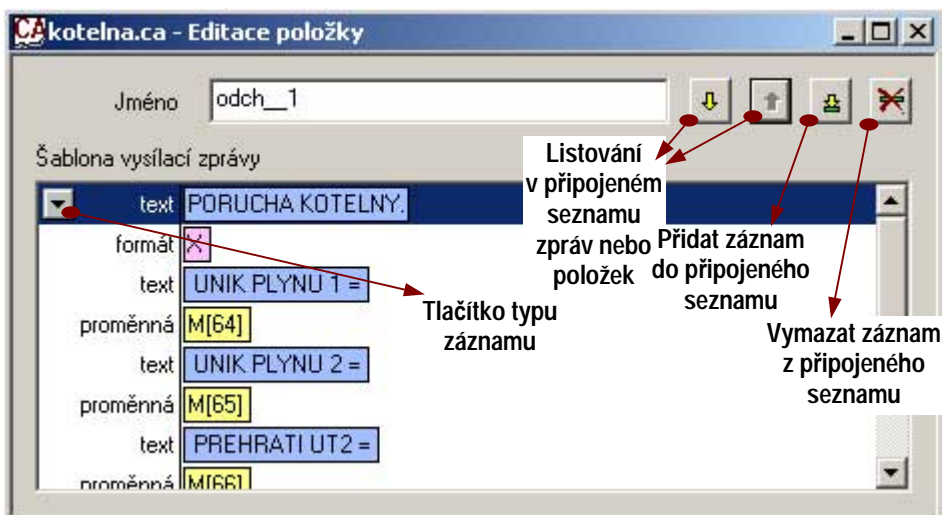 kotelna.ca - Editace položky
Jméno odch__1
Šablona vysílací zprávy
text PORUCHA KOTELNY.
formát X
text UNIK PLYNU 1 =
proměnná M[64]
text UNIK PLYNU 2 =
proměnná M[65]
text PREHRATI UT2 =
proměnná M[66]
Listování
v připojeném
seznamu
zpráv nebo
položek
Přidat záznam
do připojeného
seznamu
Vymazat záznam
z připojeného
seznamu
Tlačítko typu
záznamu